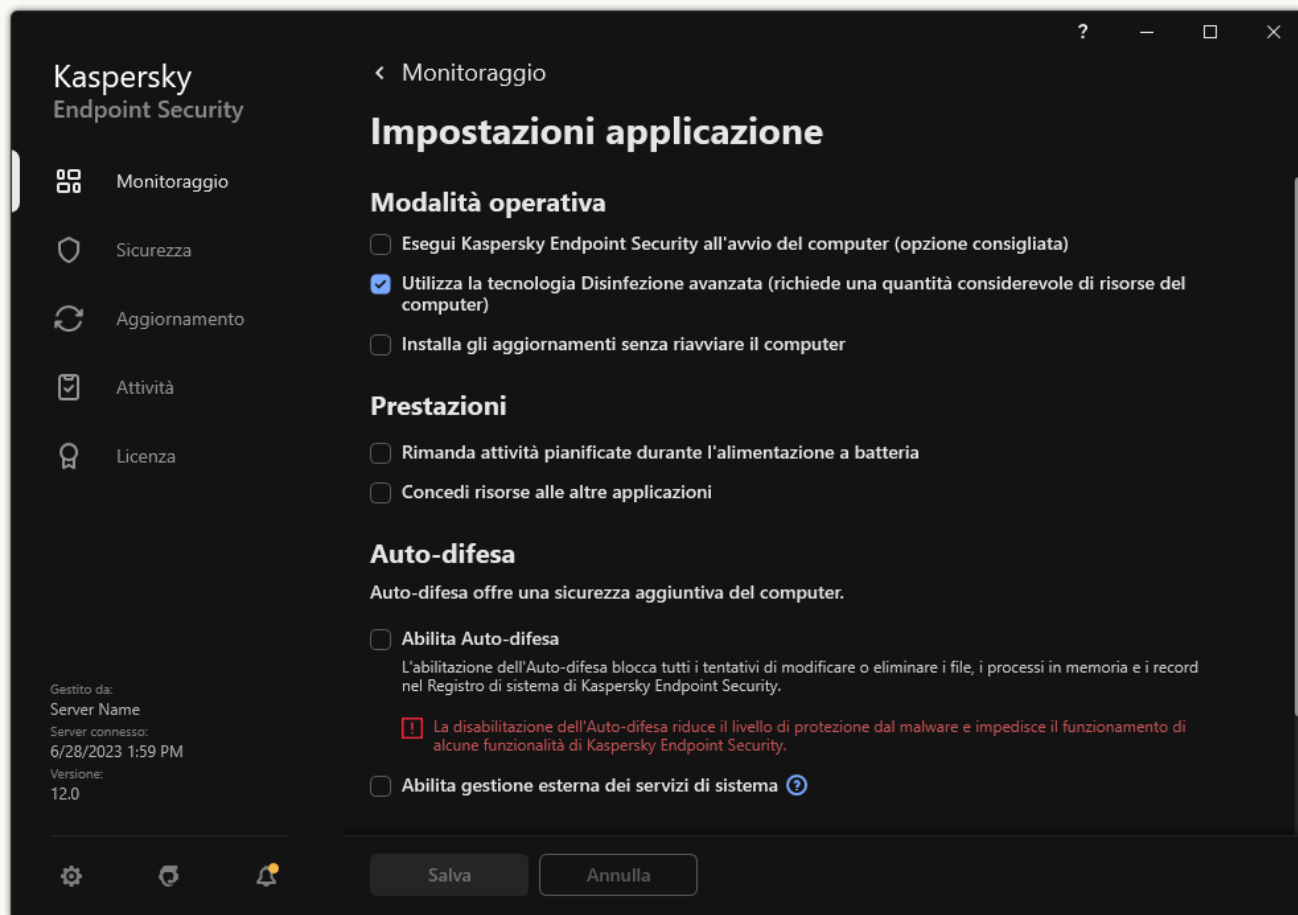 ?
Kaspersky
Endpoint Security
Monitoraggio
Sicurezza
Aggiornamento
Attività
Licenza
Gestito da:
Server Name
Server connesso:
6/28/2023 1:59 PM
Versione:
12.0
Monitoraggio
Impostazioni applicazione
Modalità operativa
Esegui Kaspersky Endpoint Security all'avvio del computer (opzione consigliata)
Utilizza la tecnologia Disinfezione avanzata (richiede una quantità considerevole di risorse del
computer)
Installa gli aggiornamenti senza riavviare il computer
Prestazioni
Rimanda attività pianificate durante l'alimentazione a batteria
Concedi risorse alle altre applicazioni
Auto-difesa
Auto-difesa offre una sicurezza aggiuntiva del computer.
Abilita Auto-difesa
L'abilitazione dell'Auto-difesa blocca tutti i tentativi di modificare o eliminare i file, i processi in memoria e i record
nel Registro di sistema di Kaspersky Endpoint Security.
La disabilitazione dell'Auto-difesa riduce il livello di protezione dal malware e impedisce il funzionamento di
alcune funzionalità di Kaspersky Endpoint Security.
Abilita gestione esterna dei servizi di sistema ?
Salva
Annulla